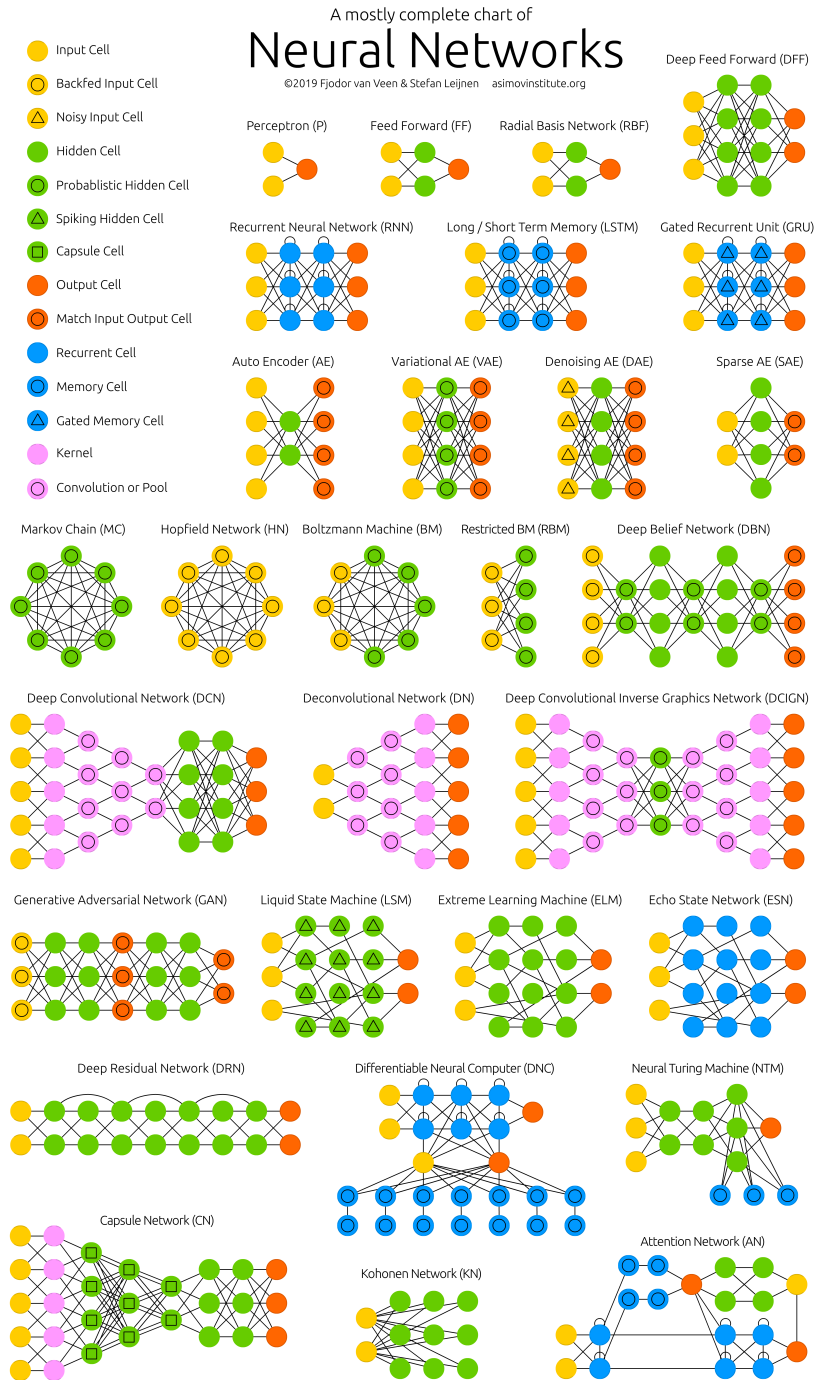 A mostly complete chart of
Neural Networks
©2019 Fjodor van Veen & Stefan Leijnen asimovinstitute.org
Input Cell
Backfed Input Cell
Noisy Input Cell
Hidden Cell
Probablistic Hidden Cell
Spiking Hidden Cell
Capsule Cell
Output Cell
Match Input Output Cell
Recurrent Cell
Memory Cell
Gated Memory Cell
Kernel
Convolution or Pool
Deep Feed Forward (DFF)
Perceptron (P)
Feed Forward (FF)
Radial Basis Network (RBF)
Recurrent Neural Network (RNN)
Long / Short Term Memory (LSTM)
Gated Recurrent Unit (GRU)
Auto Encoder (AE)
Variational AE (VAE)
Denoising AE (DAE)
Sparse AE (SAE)
Markov Chain (MC)
Hopfield Network (HN)
Boltzmann Machine (BM)
Restricted BM (RBM)
Deep Belief Network (DBN)
Deep Convolutional Network (DCN)
Deconvolutional Network (DN)
Deep Convolutional Inverse Graphics Network (DCIGN)
Generative Adversarial Network (GAN)
Liquid State Machine (LSM)
Extreme Learning Machine (ELM)
Echo State Network (ESN)
Deep Residual Network (DRN)
Differentiable Neural Computer (DNC)
Neural Turing Machine (NTM)
Capsule Network (CN)
Kohonen Network (KN)
Attention Network (AN)